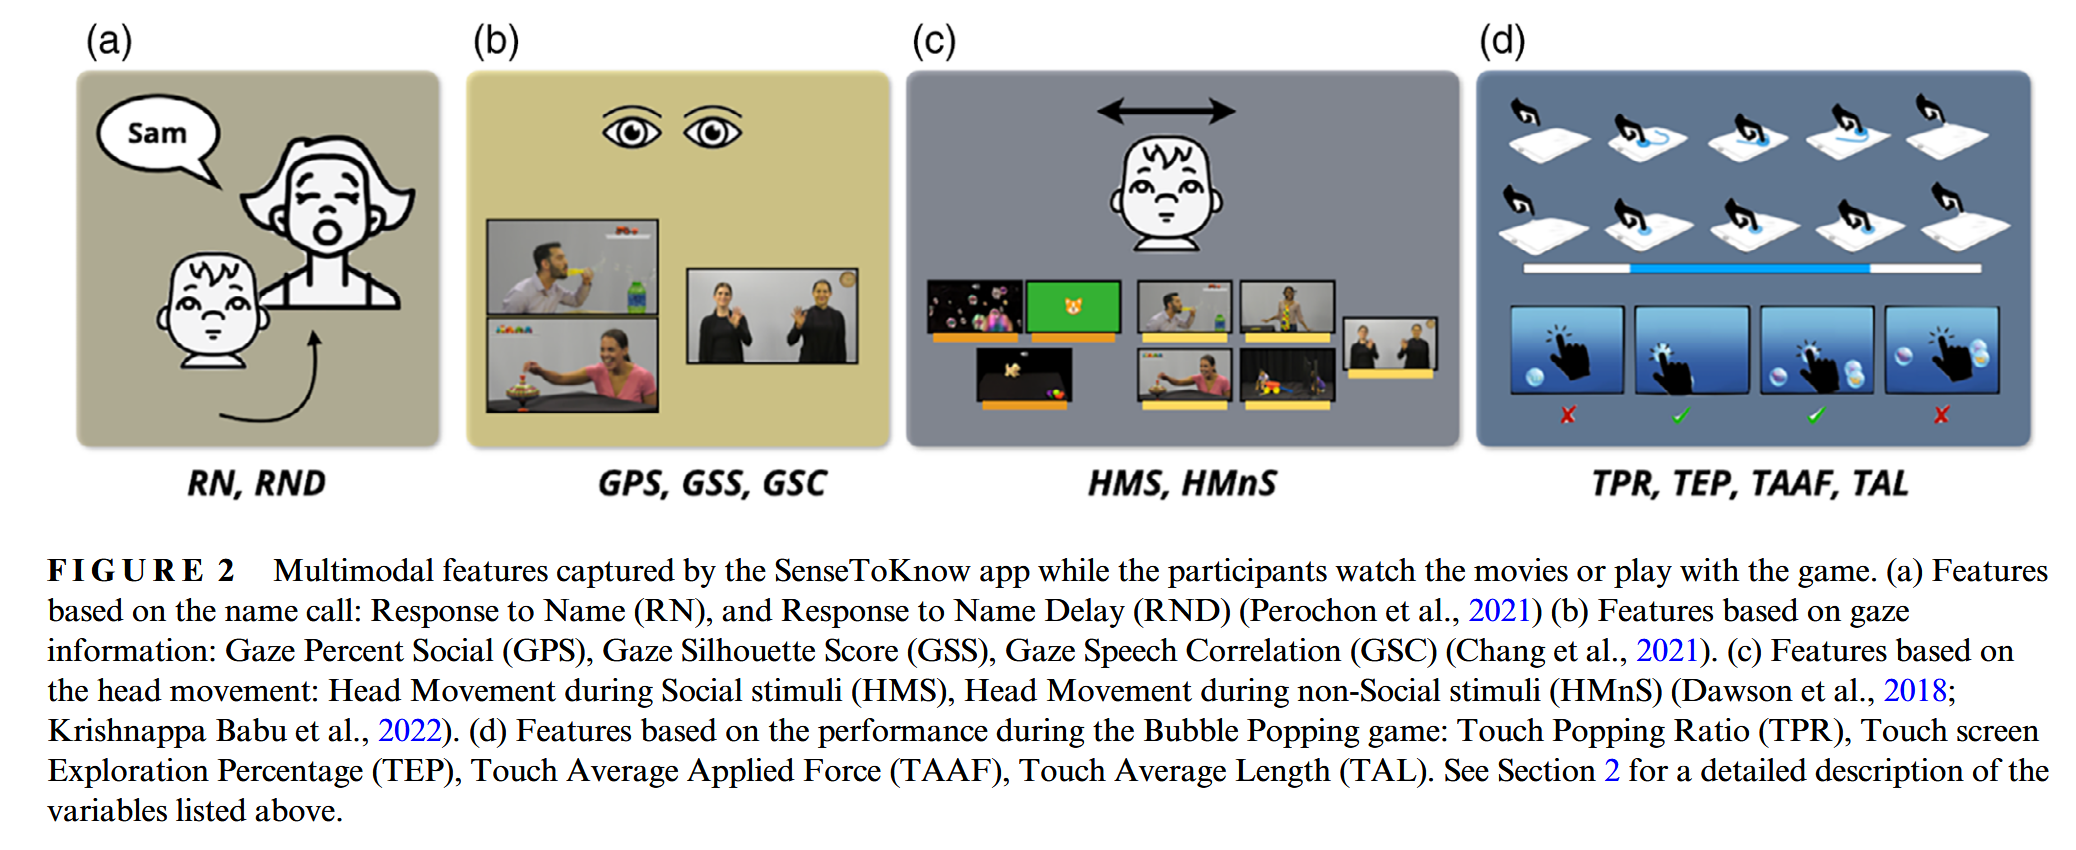 (a)
(b)
(c)
(d)
Sam
RN, RND
GPS, GSS, GSC
HMS, HMnS
TPR, TEP, TAAF, TAL
FIGURE 2 Multimodal features captured by the SenseToKnow app while the participants watch the movies or play with the game. (a) Features
based on the name call: Response to Name (RN), and Response to Name Delay (RND) (Perochon et al., 2021) (b) Features based on gaze
information: Gaze Percent Social (GPS), Gaze Silhouette Score (GSS), Gaze Speech Correlation (GSC) (Chang et al., 2021). (c) Features based on
the head movement: Head Movement during Social stimuli (HMS), Head Movement during non-Social stimuli (HMnS) (Dawson et al., 2018;
Krishnappa Babu et al., 2022). (d) Features based on the performance during the Bubble Popping game: Touch Popping Ratio (TPR), Touch screen
Exploration Percentage (TEP), Touch Average Applied Force (TAAF), Touch Average Length (TAL). See Section 2 for a detailed description of the
variables listed above.